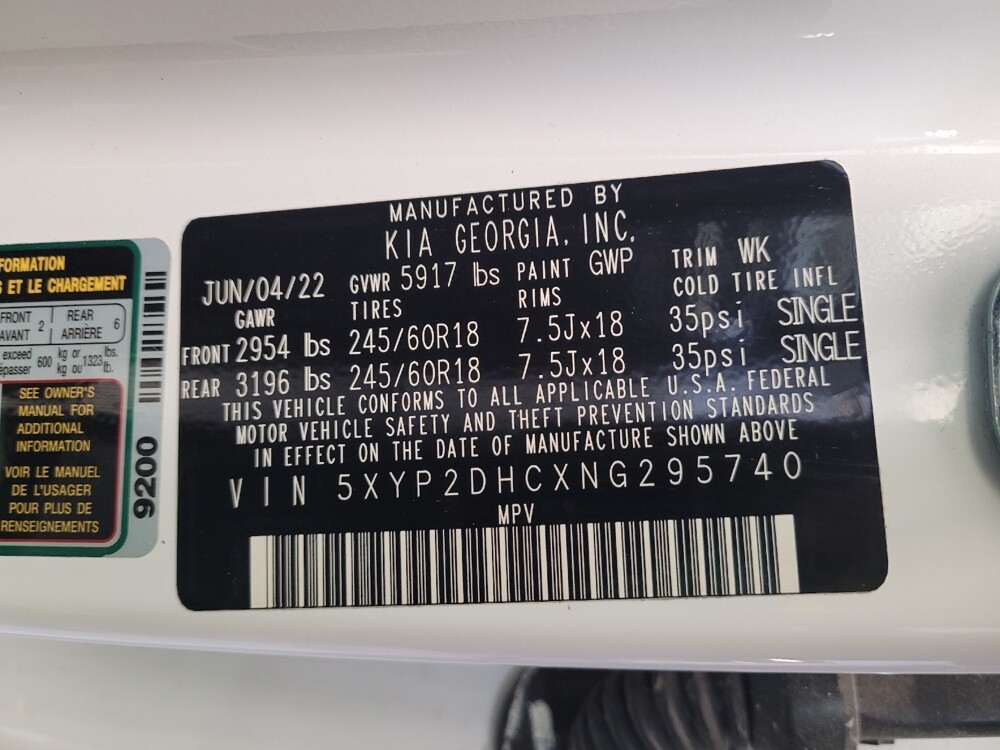 MANUFACTURED BY
KIA GEORGIA, INC.
JUN/04/22 GVWR 5917 lbs PAINT GWP TRIM WK
GAWR TIRES RIMS COLD TIRE INFL
FRONT 2954 lbs 245/60R18 7.5Jx18 35psi SINGLE
REAR 3196 lbs 245/60R18 7.5Jx18 35psi SINGLE
THIS VEHICLE CONFORMS TO ALL APPLICABLE U.S.A. FEDERAL
MOTOR VEHICLE SAFETY AND THEFT PREVENTION STANDARDS
IN EFFECT ON THE DATE OF MANUFACTURE SHOWN ABOVE
VIN 5XYP2DHCXNG295740
MPV
ET LE CHARGEMENT
FRONT 2 REAR 6
AVANT ARRIÈRE
exceed 600 kg or 1323 lbs.
kg ou lb.
SEE OWNER'S
MANUAL FOR
ADDITIONAL
INFORMATION
VOIR LE MANUEL
DE L'USAGER
POUR PLUS DE
RENSEIGNEMENTS
9200